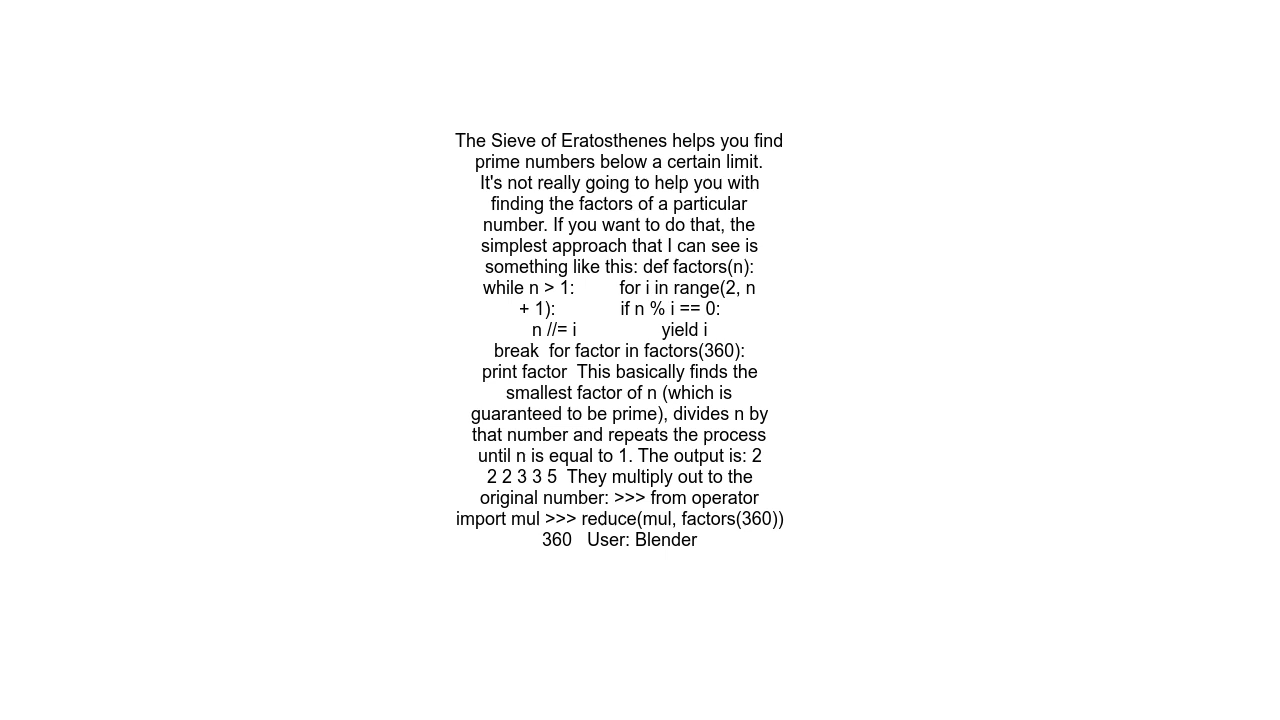 The Sieve of Eratosthenes helps you find
prime numbers below a certain limit.
It's not really going to help you with
finding the factors of a particular
number. If you want to do that, the
simplest approach that I can see is
something like this: def factors(n):
while n > 1:         for i in range(2, n
+ 1):             if n % i == 0:
n //= i                 yield i
break  for factor in factors(360):
print factor  This basically finds the
smallest factor of n (which is
guaranteed to be prime), divides n by
that number and repeats the process
until n is equal to 1. The output is: 2
2 2 3 3 5  They multiply out to the
original number: >>> from operator
import mul >>> reduce(mul, factors(360))
360   User: Blender